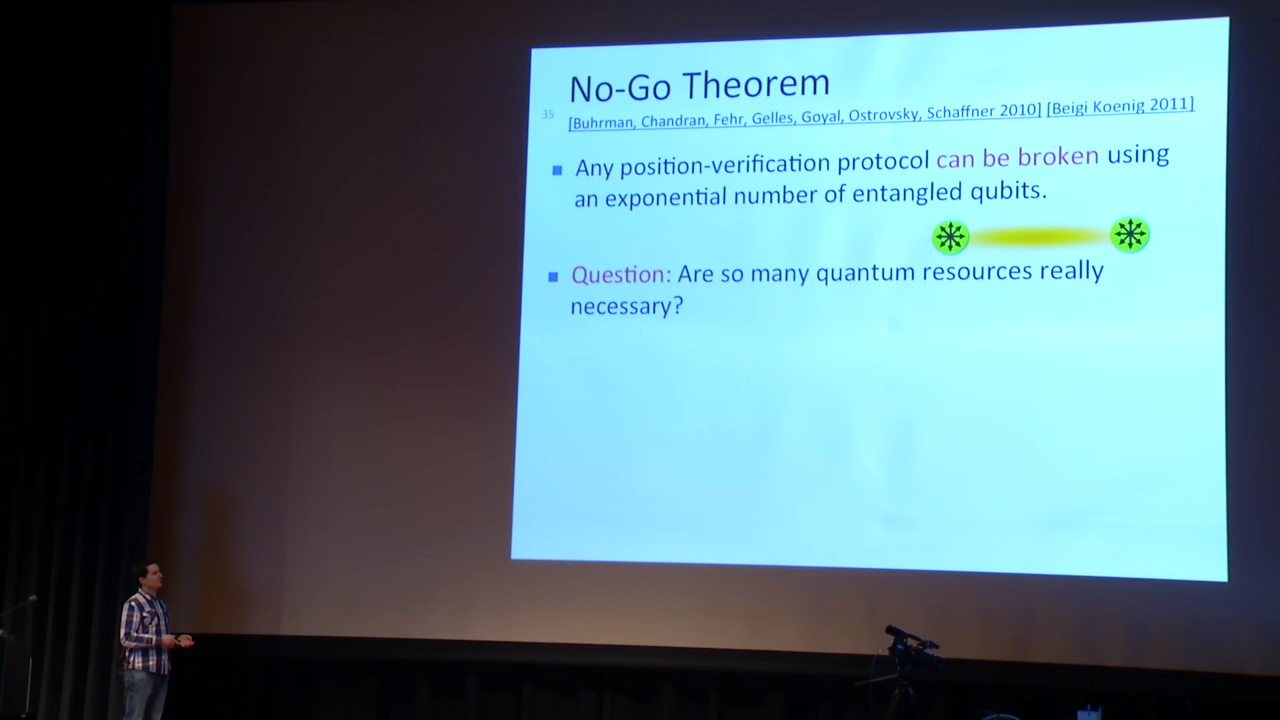 No-Go Theorem
35
[Buhrman, Chandran, Fehr, Gelles, Goyal, Ostrovsky, Schaffner 2010] [Beigi Koenig 2011]
Any position-verification protocol can be broken using
an exponential number of entangled qubits.
Question: Are so many quantum resources really
necessary?